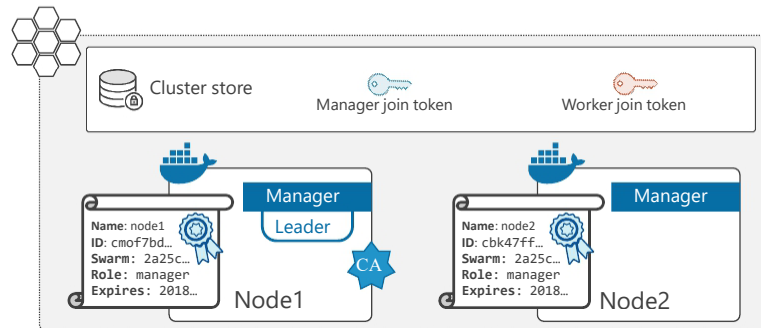 Cluster store
Manager join token
Worker join token
Manager
Leader
Name: node1
ID: cmof7bd…
Swarm: 2a25c…
Role: manager
Expires: 2018…
CA
Node1
Manager
Name: node2
ID: cbk47ff…
Swarm: 2a25c…
Role: manager
Expires: 2018…
Node2